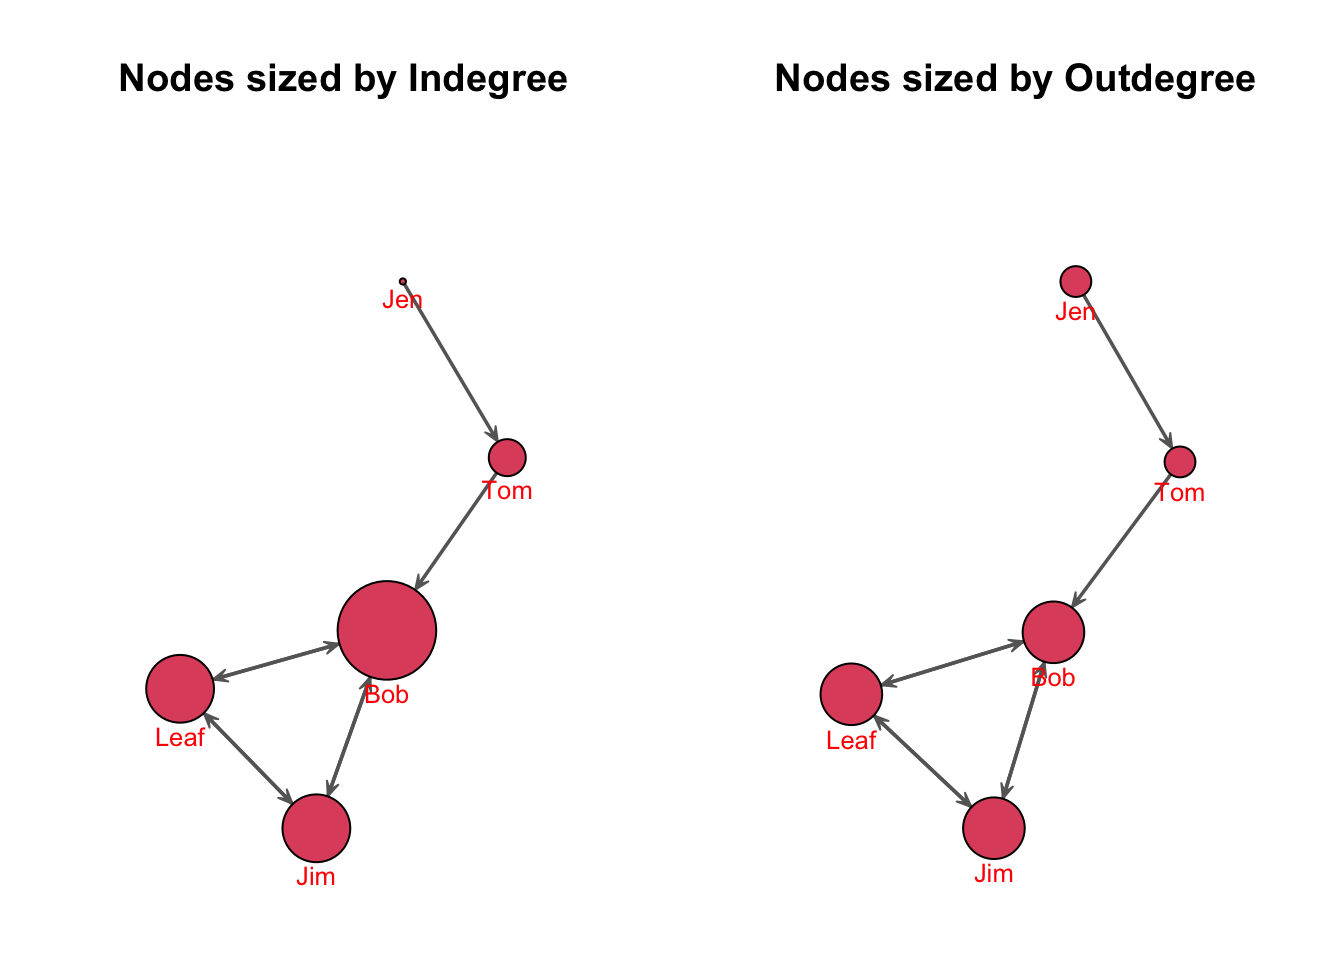 Nodes sized by Indegree
Jen
Tom
Bob
Leaf
Jim
Nodes sized by Outdegree
Jen
Tom
Bob
Leaf
Jim